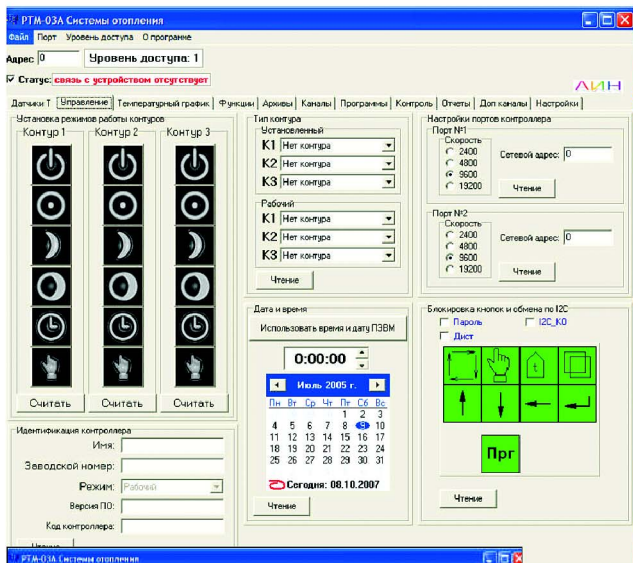 РТМ-03А Системы отопления
Файл Порт Уровень доступа О программе
Адрес 0 Уровень доступа: 1
Статус: связь с устройством отсутствует
ЛИН
Датчики Т Управление Температурный график Функции Архивы Каналы Программы Контроль Отчеты Доп каналы Настройки
Установка режимов работы контуров
Контур 1 Контур 2 Контур 3
Считать Считать Считать
Идентификация контроллера
Имя:
Заводской номер:
Режим: Рабочий
Версия ПО:
Код контроллера:
Чтение
Тип контура
Установленный
К1 Нет контура
К2 Нет контура
К3 Нет контура
Рабочий
К1 Нет контура
К2 Нет контура
К3 Нет контура
Чтение
Дата и время
Использовать время и дату ПЭВМ
0:00:00
Июль 2005 г.
Пн Вт Ср Чт Пт Сб Вс
1 2 3
4 5 6 7 8 9 10
11 12 13 14 15 16 17
18 19 20 21 22 23 24
25 26 27 28 29 30 31
Сегодня: 08.10.2007
Чтение
Настройки портов контроллера
Порт №1
Скорость
2400
4800
9600
19200
Сетевой адрес: 0
Чтение
Порт №2
Скорость
2400
4800
9600
19200
Сетевой адрес: 0
Чтение
Блокировка кнопок и обмена по I2C
Пароль I2C_K0
Дист
t
Прг
Чтение
РТМ-03А Системы отопления